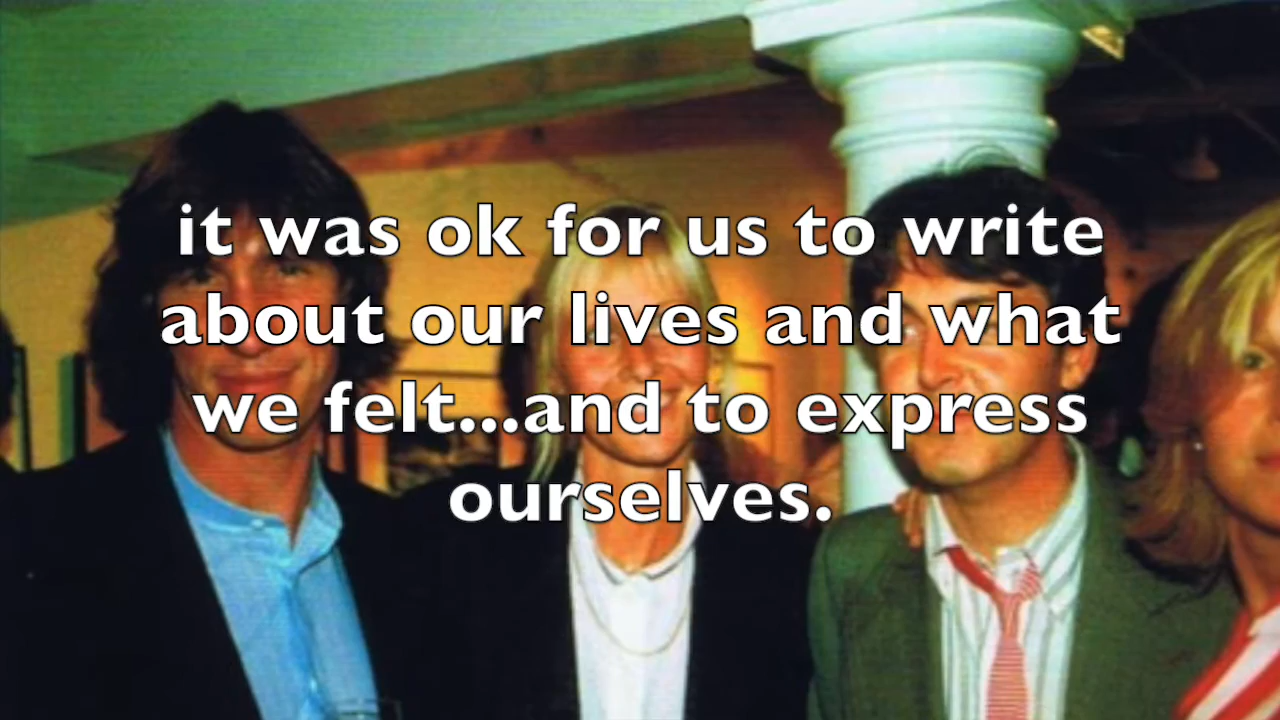 it was ok for us to write
about our lives and what
we felt...and to express
ourselves.